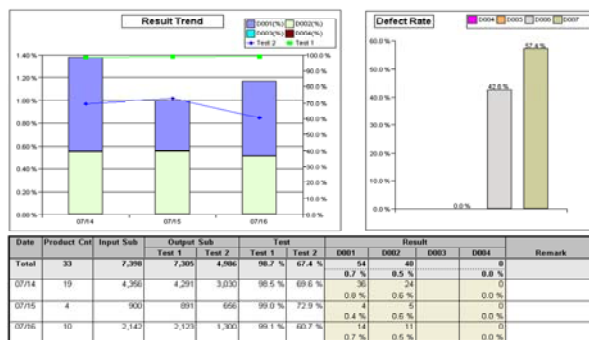 Result Trend
D001(%) D002(%)
D003(%) D004(%)
Test 2 Test 1
1.40 %
1.20 %
1.00 %
0.80 %
0.60 %
0.40 %
0.20 %
0.00 %
100.0 %
90.0 %
80.0 %
70.0 %
60.0 %
50.0 %
40.0 %
30.0 %
20.0 %
10.0 %
0.0 %
07/14 07/15 07/16
Defect Rate
D004 D005 D006 D007
60.0 %
50.0 %
40.0 %
30.0 %
20.0 %
10.0 %
0.0 %
0.0 %
42.6 %
57.4 %
Date Product Cnt Input Sub Output Sub Test Result Remark
Test 1 Test 2 Test 1 Test 2 D001 D002 D003 D004
Total 33 7,398 7,305 4,986 98.7 % 67.4 % 54 40 0
0.7 % 0.5 % 0.0 %
07/14 19 4,356 4,291 3,030 98.5 % 69.6 % 36 24 0
0.8 % 0.6 % 0.0 %
07/15 4 900 891 656 99.0 % 72.9 % 4 5 0
0.4 % 0.6 % 0.0 %
07/16 10 2,142 2,123 1,300 99.1 % 60.7 % 14 11 0
0.7 % 0.5 % 0.0 %